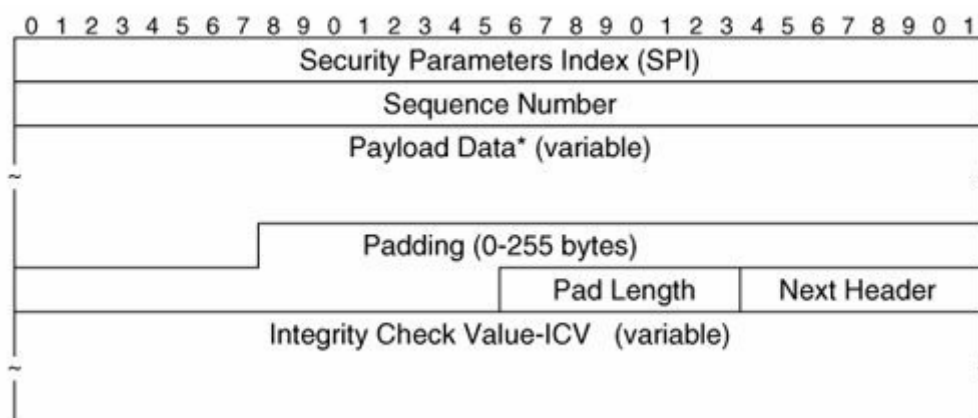 0 1 2 3 4 5 6 7 8 9 0 1 2 3 4 5 6 7 8 9 0 1 2 3 4 5 6 7 8 9 0 1
Security Parameters Index (SPI)
Sequence Number
Payload Data* (variable)
~
Padding (0-255 bytes)
Pad Length Next Header
Integrity Check Value-ICV (variable)
~